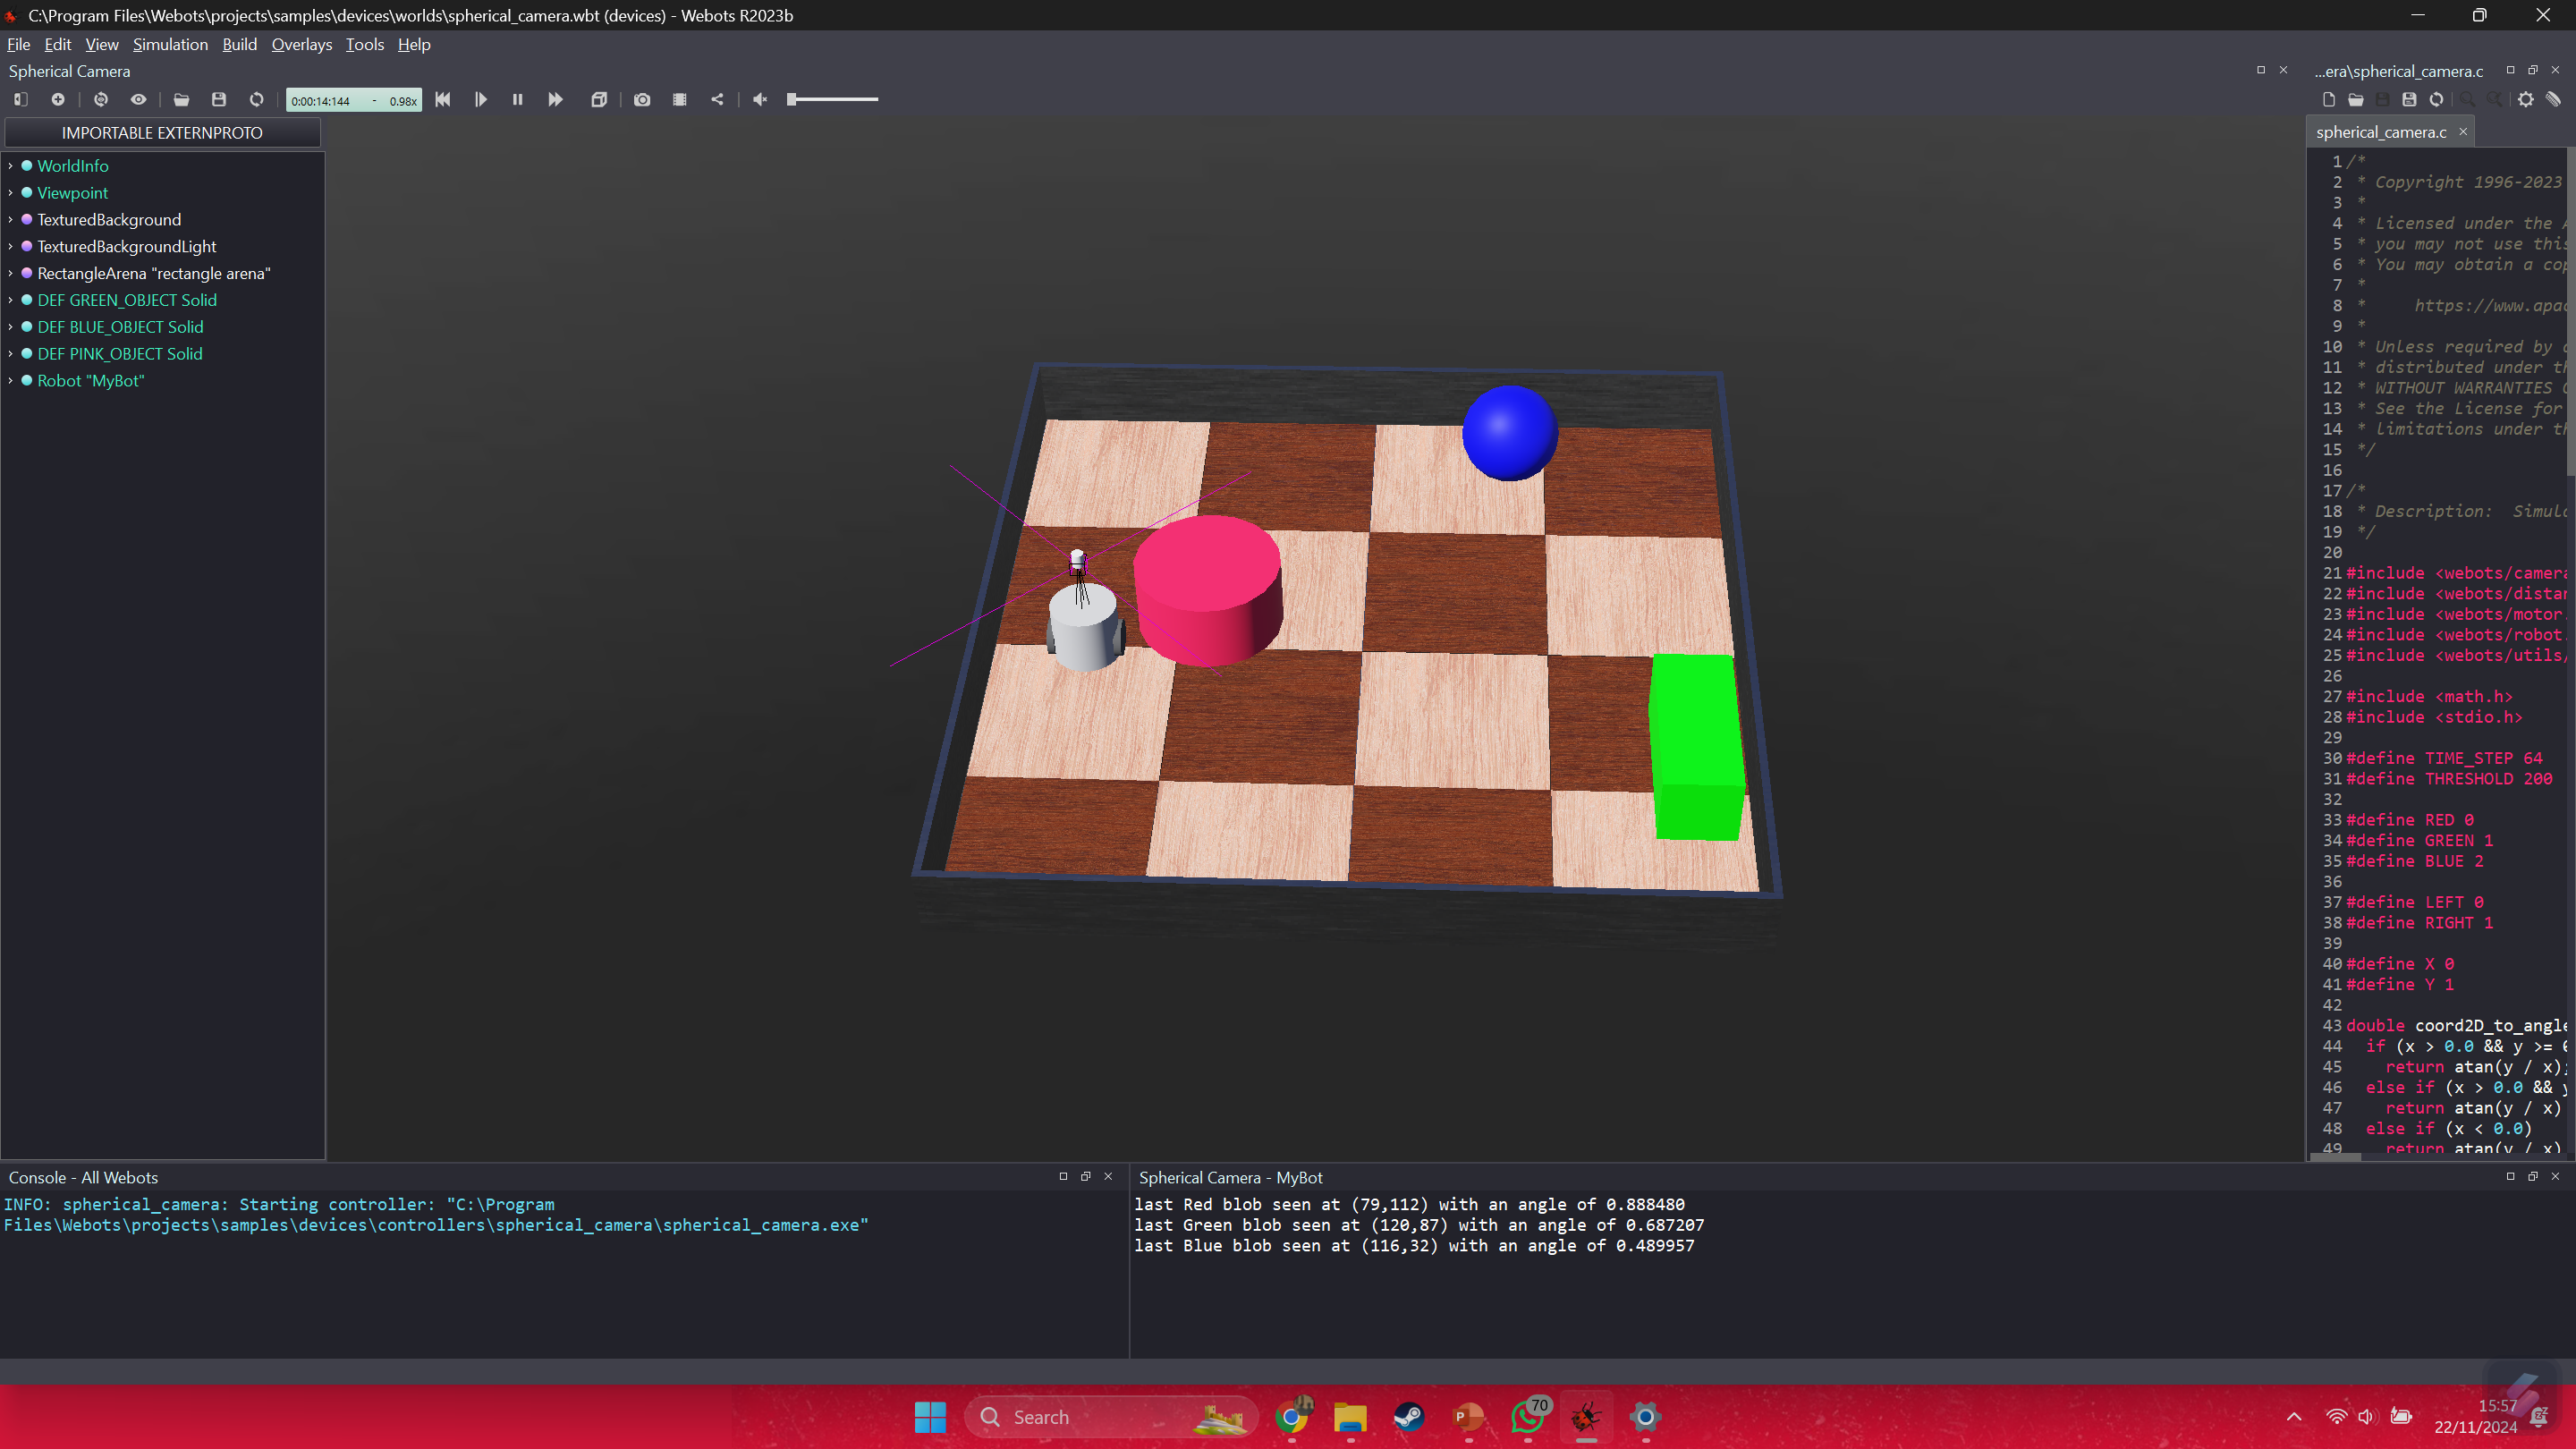 C:\Program Files\Webots\projects\samples\devices\worlds\spherical_camera.wbt (devices) - Webots R2023b
File Edit View Simulation Build Overlays Tools Help
Spherical Camera
...era\spherical_camera.c
0:00:14:144 - 0.98x
IMPORTABLE EXTERNPROTO
WorldInfo
Viewpoint
TexturedBackground
TexturedBackgroundLight
RectangleArena "rectangle arena"
DEF GREEN_OBJECT Solid
DEF BLUE_OBJECT Solid
DEF PINK_OBJECT Solid
Robot "MyBot"
spherical_camera.c
1 /*
2 * Copyright 1996-2023
3 *
4 * Licensed under the
5 * you may not use this
6 * You may obtain a cop
7 *
8 * https://www.apac
9 *
10 * Unless required by
11 * distributed under th
12 * WITHOUT WARRANTIES
13 * See the License for
14 * limitations under th
15 */
16
17 /*
18 * Description: Simula
19 */
20
21 #include <webots/camera
22 #include <webots/distan
23 #include <webots/motor.
24 #include <webots/robot.
25 #include <webots/utils/
26
27 #include <math.h>
28 #include <stdio.h>
29
30 #define TIME_STEP 64
31 #define THRESHOLD 200
32
33 #define RED 0
34 #define GREEN 1
35 #define BLUE 2
36
37 #define LEFT 0
38 #define RIGHT 1
39
40 #define X 0
41 #define Y 1
42
43 double coord2D_to_angle
44 if (x > 0.0 && y >= 0
45 return atan(y / x);
46 else if (x > 0.0 && y
47 return atan(y / x)
48 else if (x < 0.0)
49 return atan(y / x)
Console - All Webots
INFO: spherical_camera: Starting controller: "C:\Program
Files\Webots\projects\samples\devices\controllers\spherical_camera\spherical_camera.exe"
Spherical Camera - MyBot
last Red blob seen at (79,112) with an angle of 0.888480
last Green blob seen at (120,87) with an angle of 0.687207
last Blue blob seen at (116,32) with an angle of 0.489957
Search
P
70
15:57
22/11/2024